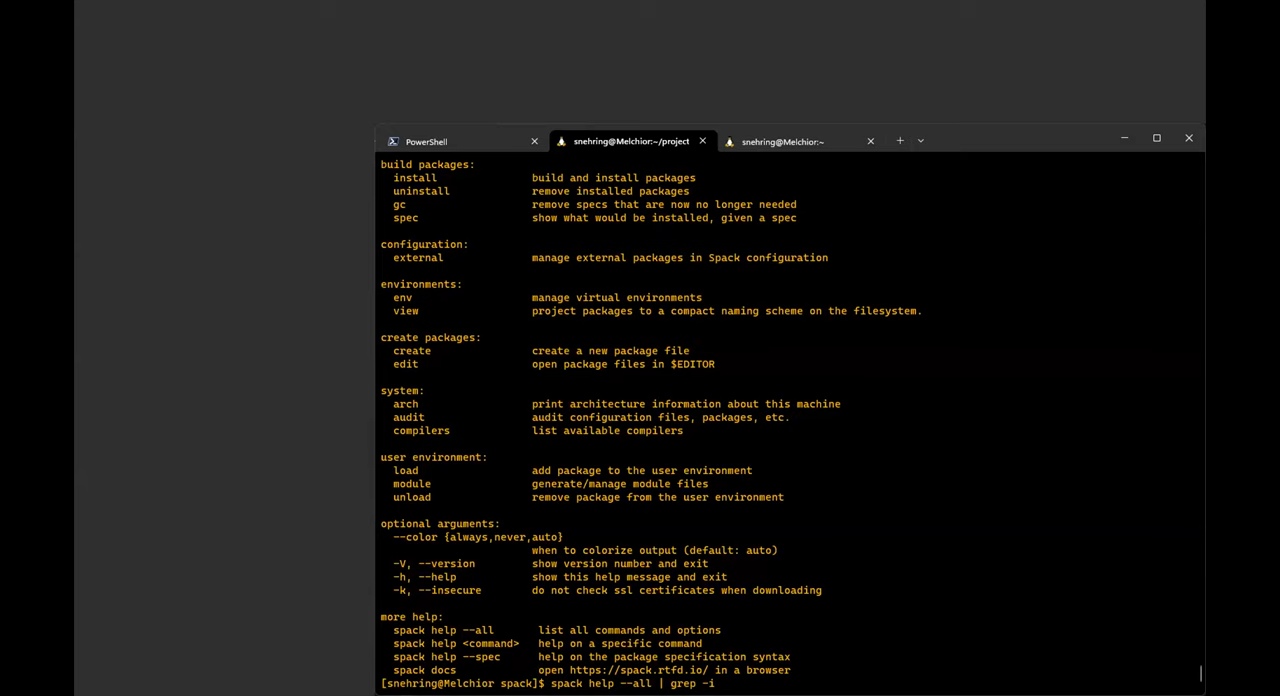 PowerShell snehring@Melchior:~/project snehring@Melchior:~
build packages:
install build and install packages
uninstall remove installed packages
gc remove specs that are now no longer needed
spec show what would be installed, given a spec
configuration:
external manage external packages in Spack configuration
environments:
env manage virtual environments
view project packages to a compact naming scheme on the filesystem.
create packages:
create create a new package file
edit open package files in $EDITOR
system:
arch print architecture information about this machine
audit audit configuration files, packages, etc.
compilers list available compilers
user environment:
load add package to the user environment
module generate/manage module files
unload remove package from the user environment
optional arguments:
--color {always,never,auto}
when to colorize output (default: auto)
-V, --version show version number and exit
-h, --help show this help message and exit
-k, --insecure do not check ssl certificates when downloading
more help:
spack help --all list all commands and options
spack help <command> help on a specific command
spack help --spec help on the package specification syntax
spack docs open https://spack.rtfd.io/ in a browser
[snehring@Melchior spack]$ spack help --all | grep -i